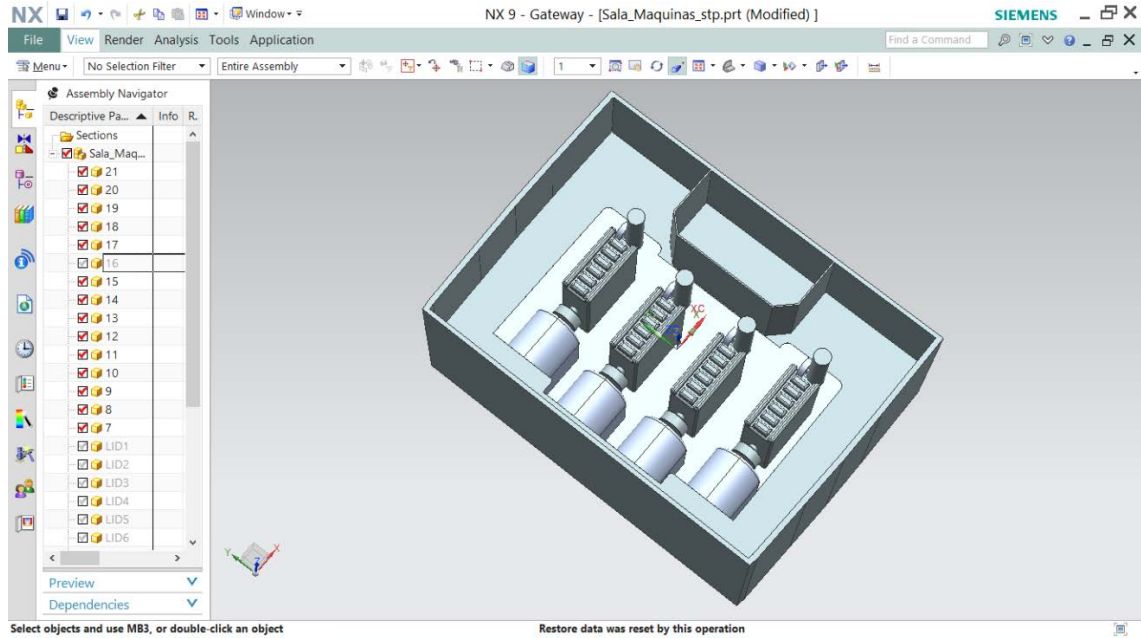 NX Window NX 9 - Gateway - [Sala_Maquinas_stp.prt (Modified) ] SIEMENS
File View Render Analysis Tools Application Find a Command
Menu No Selection Filter Entire Assembly 1
Assembly Navigator
Descriptive Pa... Info R.
Sections
Sala_Maq...
21
20
19
18
17
16
15
14
13
12
11
10
9
8
7
LID1
LID2
LID3
LID4
LID5
LID6
Preview
Dependencies
XC
Y Z X
Select objects and use MB3, or double-click an object Restore data was reset by this operation